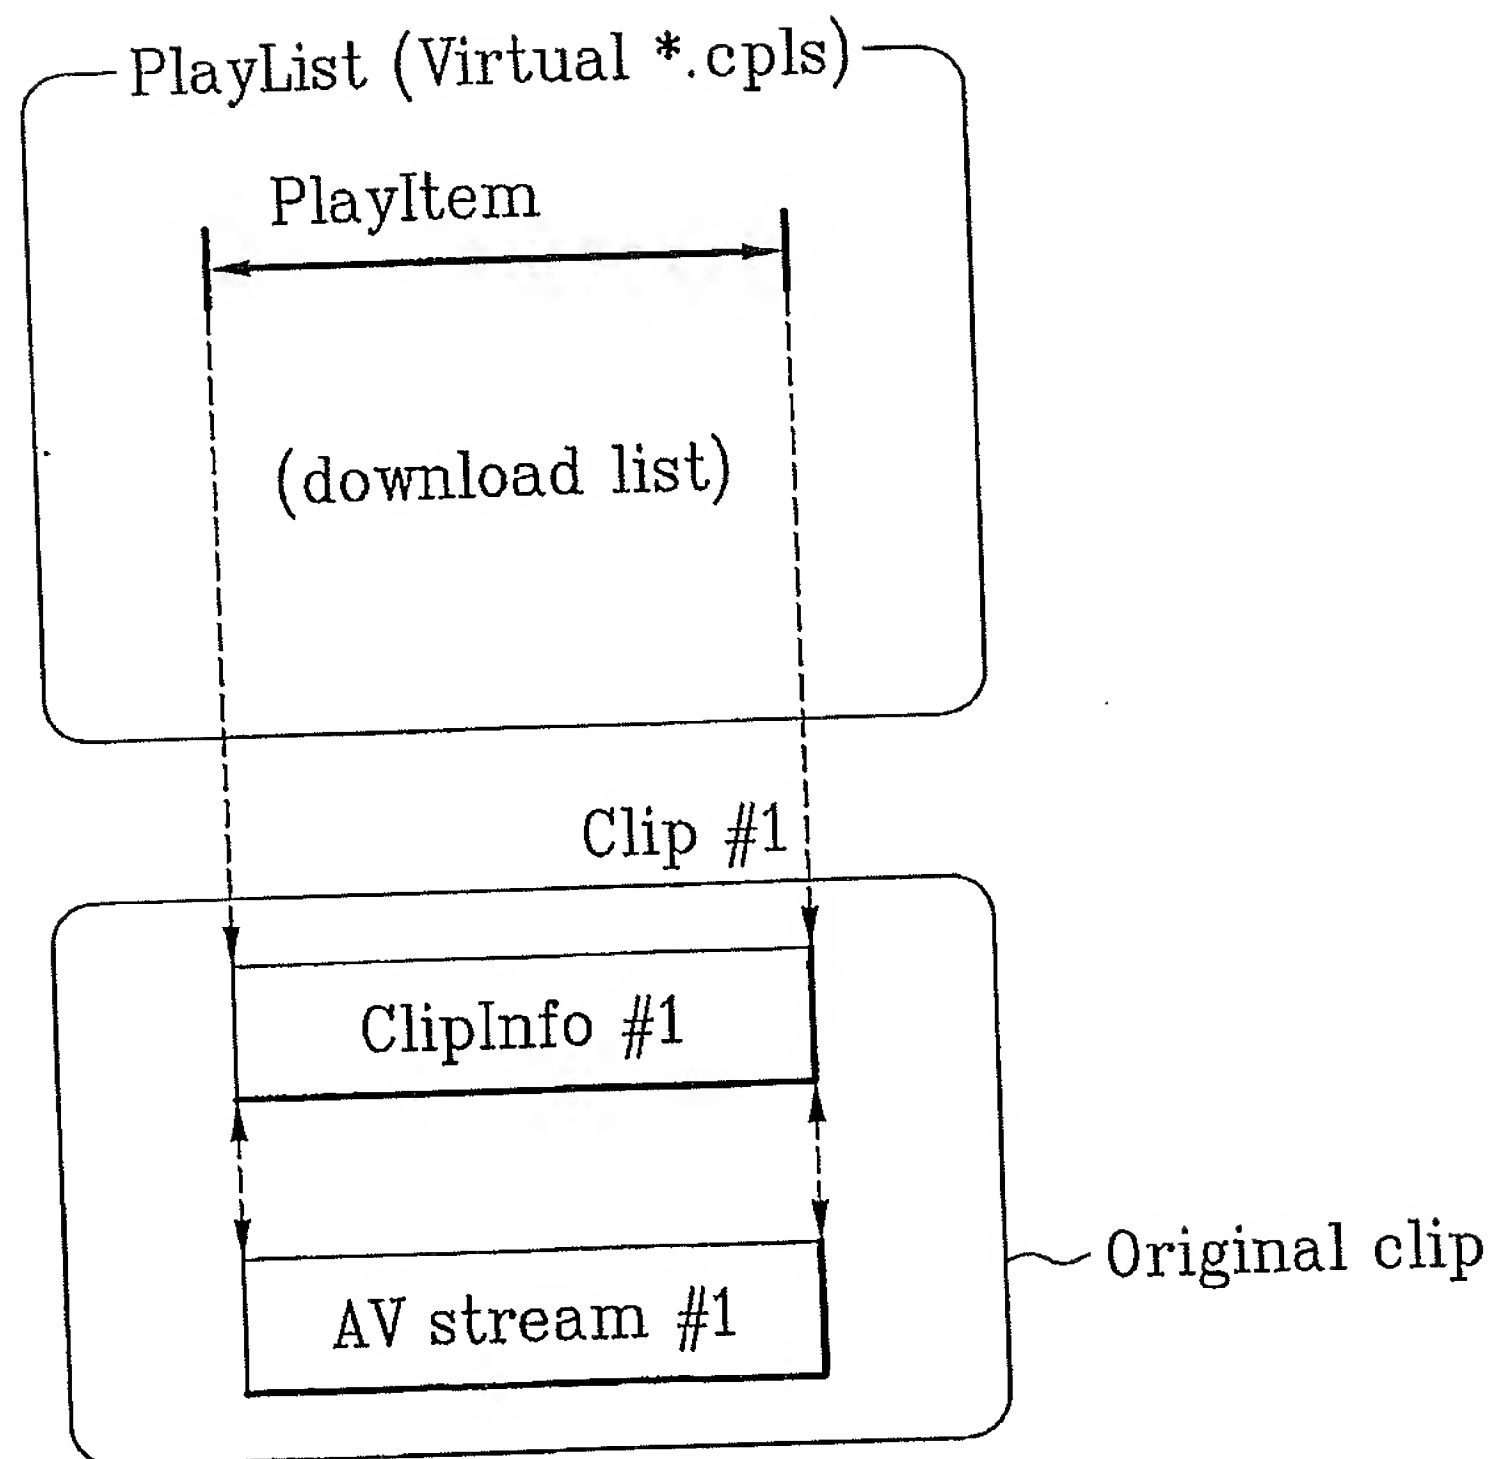 PlayList (Virtual *.cpls)
PlayItem
(download list)
Clip #1
ClipInfo #1
Original clip
AV stream #1